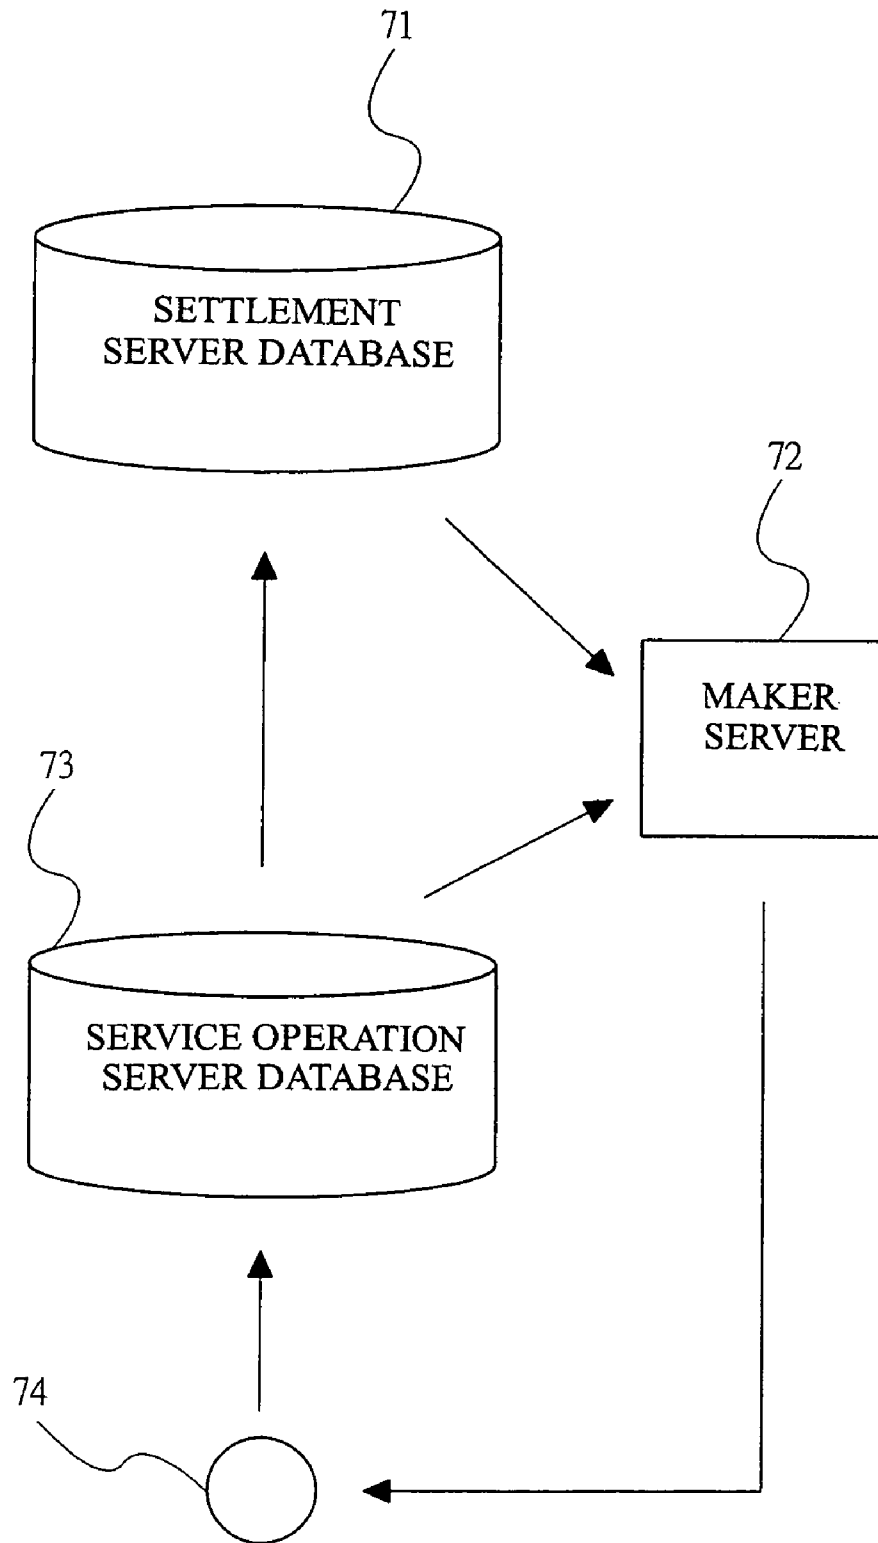 71
SETTLEMENT
SERVER DATABASE
72
MAKER
SERVER
73
SERVICE OPERATION
SERVER DATABASE
74